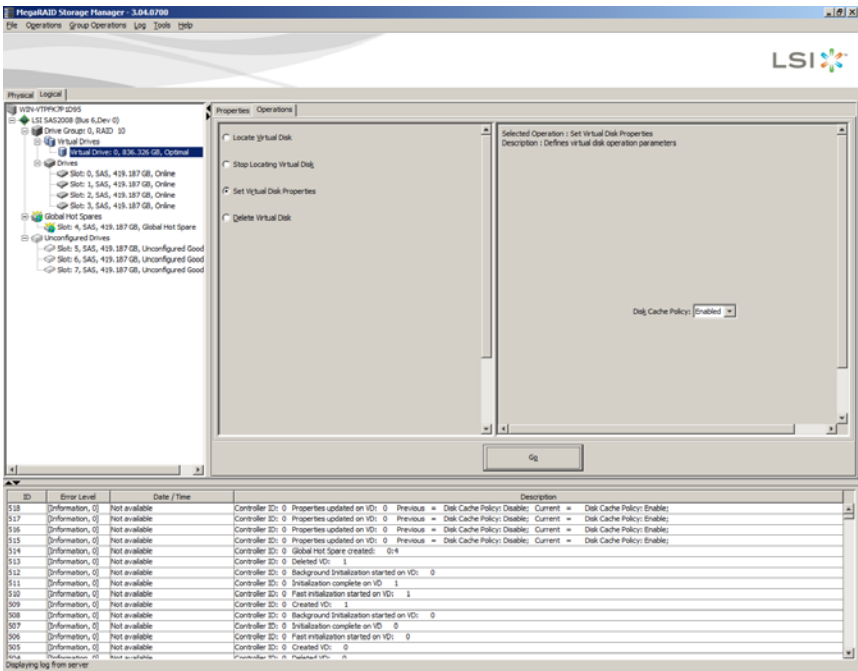 MegaRAID Storage Manager - 3.04.0700
File Operations Group Operations Log Tools Help
LSI
Physical Logical
WIN-VTPFK7P1D95
LSI SAS2008 (Bus 6,Dev 0)
Drive Group: 0, RAID 10
Virtual Drives
Virtual Drive: 0, 836.326 GB, Optimal
Drives
Slot: 0, SAS, 419.187 GB, Online
Slot: 1, SAS, 419.187 GB, Online
Slot: 2, SAS, 419.187 GB, Online
Slot: 3, SAS, 419.187 GB, Online
Global Hot Spares
Slot: 4, SAS, 419.187 GB, Global Hot Spare
Unconfigured Drives
Slot: 5, SAS, 419.187 GB, Unconfigured Good
Slot: 6, SAS, 419.187 GB, Unconfigured Good
Slot: 7, SAS, 419.187 GB, Unconfigured Good
Properties Operations
Locate Virtual Disk
Stop Locating Virtual Disk
Set Virtual Disk Properties
Delete Virtual Disk
Selected Operation : Set Virtual Disk Properties
Description : Defines virtual disk operation parameters
Disk Cache Policy: Enabled
Go
ID Error Level Date / Time Description
518 [Information, 0] Not available Controller ID: 0 Properties updated on VD: 0 Previous = Disk Cache Policy: Disable; Current = Disk Cache Policy: Enable;
517 [Information, 0] Not available Controller ID: 0 Properties updated on VD: 0 Previous = Disk Cache Policy: Disable; Current = Disk Cache Policy: Enable;
516 [Information, 0] Not available Controller ID: 0 Properties updated on VD: 0 Previous = Disk Cache Policy: Disable; Current = Disk Cache Policy: Enable;
515 [Information, 0] Not available Controller ID: 0 Properties updated on VD: 0 Previous = Disk Cache Policy: Disable; Current = Disk Cache Policy: Enable;
514 [Information, 0] Not available Controller ID: 0 Global Hot Spare created: 0:4
513 [Information, 0] Not available Controller ID: 0 Deleted VD: 1
512 [Information, 0] Not available Controller ID: 0 Background Initialization started on VD: 0
511 [Information, 0] Not available Controller ID: 0 Initialization complete on VD 1
510 [Information, 0] Not available Controller ID: 0 Fast initialization started on VD: 1
509 [Information, 0] Not available Controller ID: 0 Created VD: 1
508 [Information, 0] Not available Controller ID: 0 Background Initialization started on VD: 0
507 [Information, 0] Not available Controller ID: 0 Initialization complete on VD 0
506 [Information, 0] Not available Controller ID: 0 Fast initialization started on VD: 0
505 [Information, 0] Not available Controller ID: 0 Created VD: 0
504 [Information, 0] Not available Controller ID: 0 Deleted VD: 0
Displaying log from server